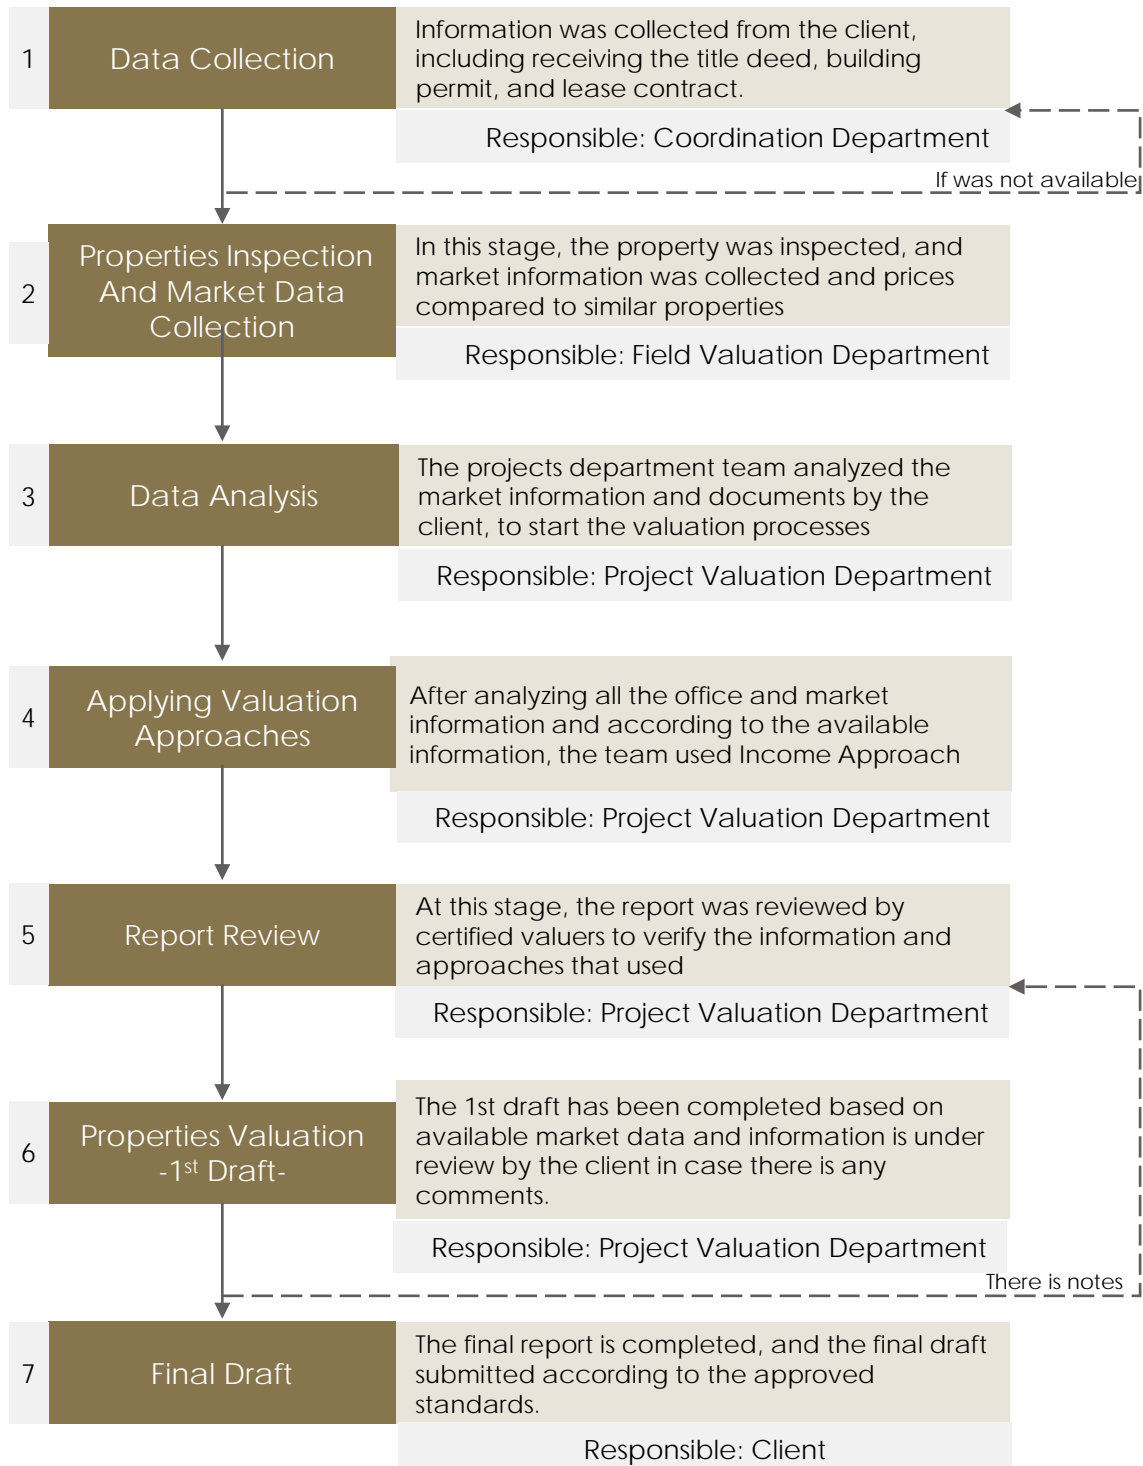 1
Data Collection
Information was collected from the client,
including receiving the title deed, building
permit, and lease contract.
Responsible: Coordination Department
If was not available
2
Properties Inspection
And Market Data
Collection
In this stage, the property was inspected, and
market information was collected and prices
compared to similar properties
Responsible: Field Valuation Department
3
Data Analysis
The projects department team analyzed the
market information and documents by the
client, to start the valuation processes
Responsible: Project Valuation Department
4
Applying Valuation
Approaches
After analyzing all the office and market
information and according to the available
information, the team used Income Approach
Responsible: Project Valuation Department
5
Report Review
At this stage, the report was reviewed by
certified valuers to verify the information and
approaches that used
Responsible: Project Valuation Department
6
Properties Valuation
-1st Draft-
The 1st draft has been completed based on
available market data and information is under
review by the client in case there is any
comments.
Responsible: Project Valuation Department
There is notes
7
Final Draft
The final report is completed, and the final draft
submitted according to the approved
standards.
Responsible: Client